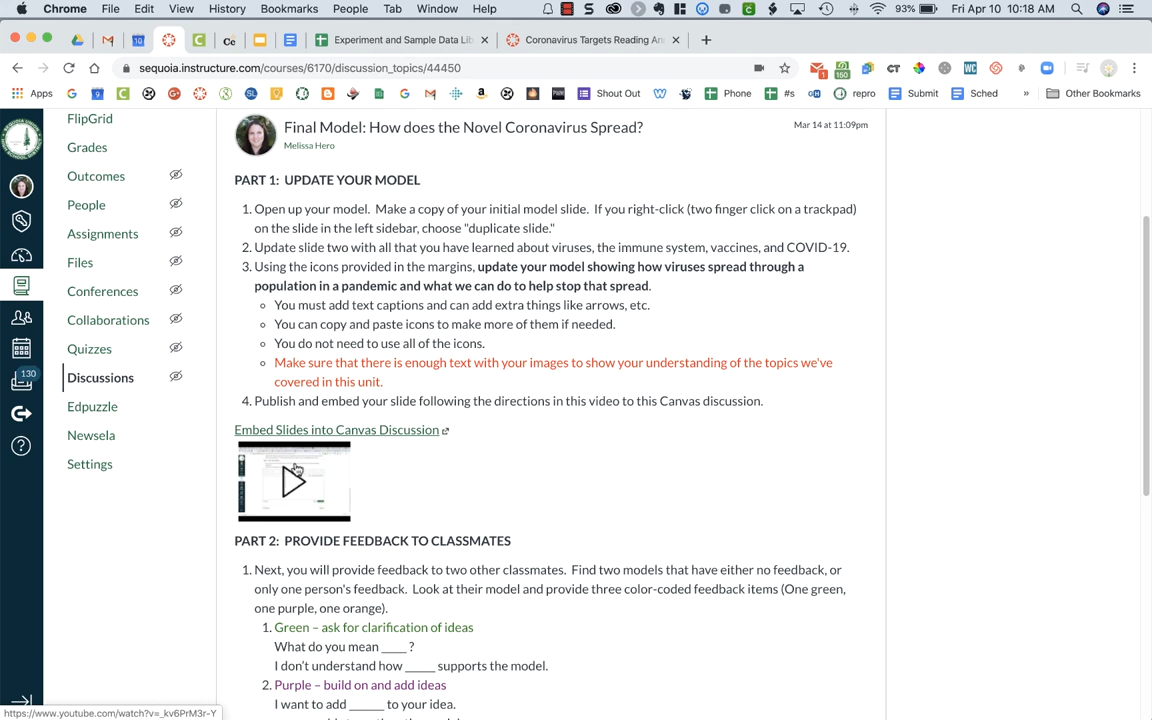 Chrome File Edit View History Bookmarks People Tab Window Help 93% Fri Apr 10 10:18 AM
Experiment and Sample Data Lib Coronavirus Targets Reading An
sequoia.instructure.com/courses/6170/discussion_topics/44450
Apps Shout Out Phone #s repro Submit Sched » Other Bookmarks
FlipGrid
Grades
Outcomes
People
Assignments
Files
Conferences
Collaborations
Quizzes
Discussions
Edpuzzle
Newsela
Settings
130
Final Model: How does the Novel Coronavirus Spread?
Mar 14 at 11:09pm
Melissa Hero
PART 1: UPDATE YOUR MODEL
1. Open up your model. Make a copy of your initial model slide. If you right-click (two finger click on a trackpad)
on the slide in the left sidebar, choose "duplicate slide."
2. Update slide two with all that you have learned about viruses, the immune system, vaccines, and COVID-19.
3. Using the icons provided in the margins, update your model showing how viruses spread through a
population in a pandemic and what we can do to help stop that spread.
You must add text captions and can add extra things like arrows, etc.
You can copy and paste icons to make more of them if needed.
You do not need to use all of the icons.
Make sure that there is enough text with your images to show your understanding of the topics we've
covered in this unit.
4. Publish and embed your slide following the directions in this video to this Canvas discussion.
Embed Slides into Canvas Discussion
PART 2: PROVIDE FEEDBACK TO CLASSMATES
1. Next, you will provide feedback to two other classmates. Find two models that have either no feedback, or
only one person's feedback. Look at their model and provide three color-coded feedback items (One green,
one purple, one orange).
1. Green – ask for clarification of ideas
What do you mean ____ ?
I don't understand how _____ supports the model.
2. Purple – build on and add ideas
I want to add ______ to your idea.
https://www.youtube.com/watch?v=_kv6PrM3r-Y